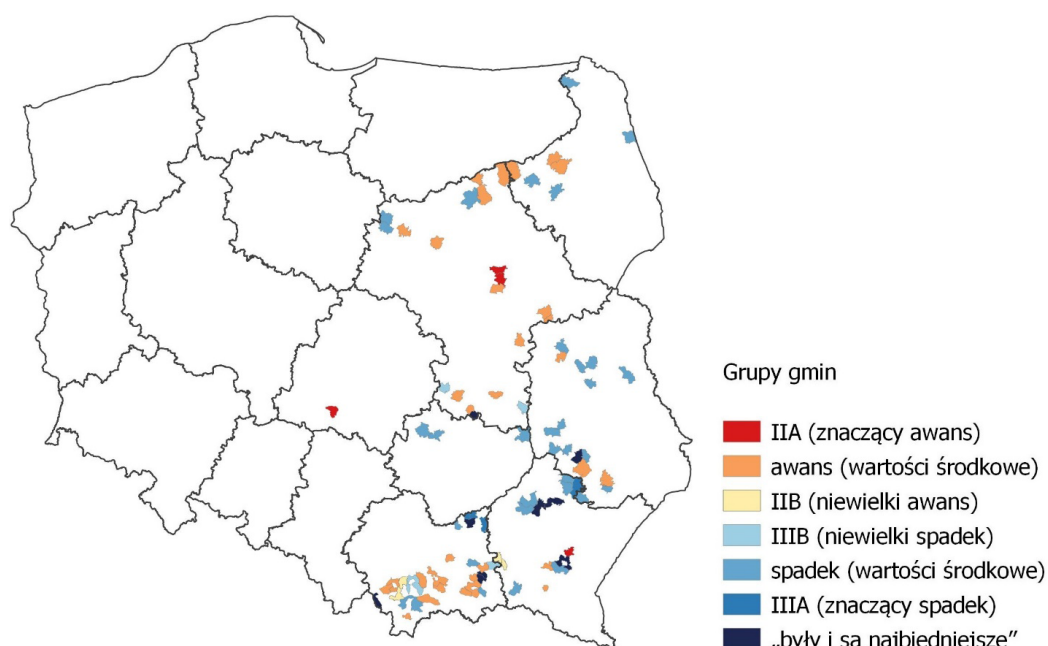 Grupy gmin
IIA (znaczący awans)
awans (wartości środkowe)
IIB (niewielki awans)
IIIB (niewielki spadek)
spadek (wartości środkowe)
IIIA (znaczący spadek)
„były i są najbiedniejsze”